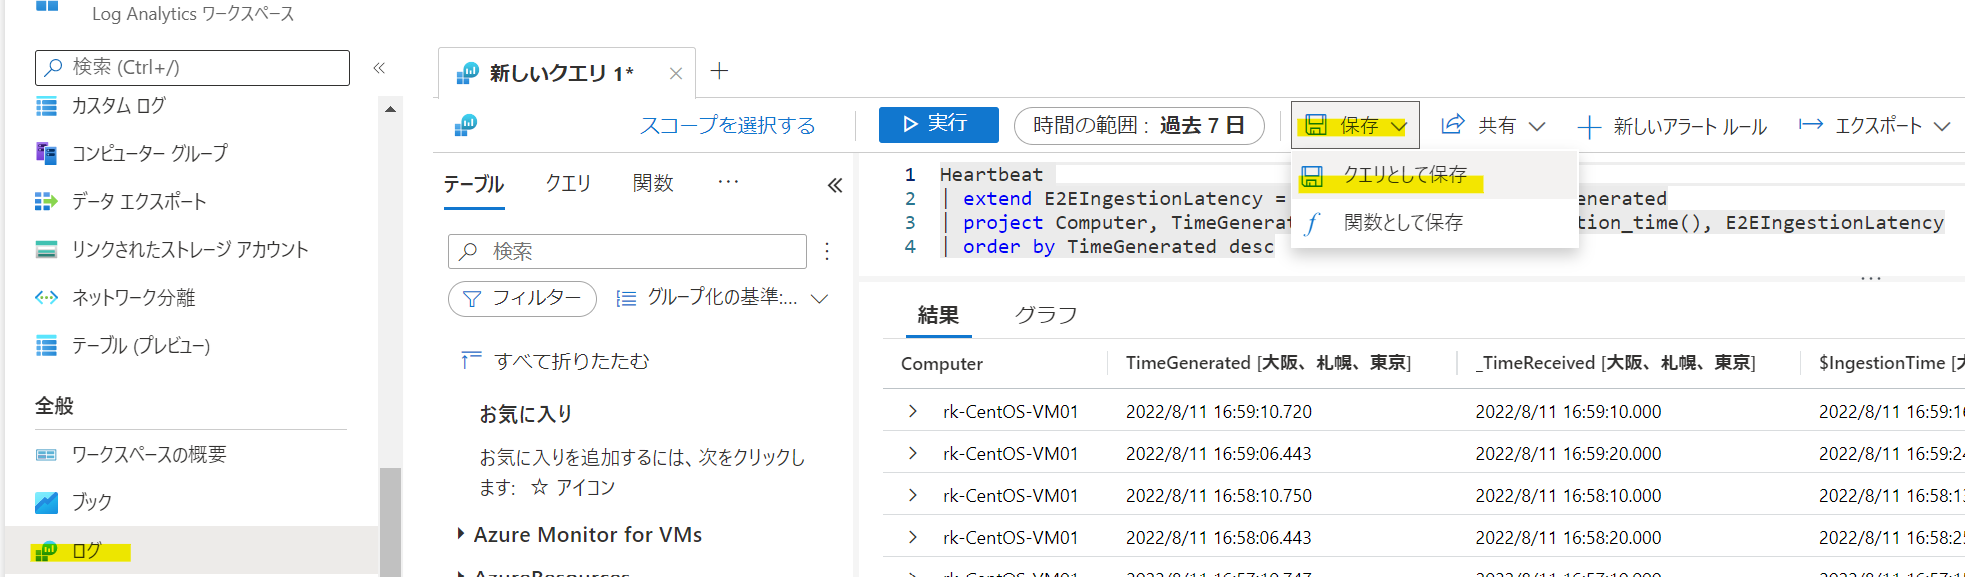 Log Analytics ワークスペース
検索 (Ctrl+/)
カスタム ログ
コンピューター グループ
データ エクスポート
リンクされたストレージ アカウント
ネットワーク分離
テーブル (プレビュー)
全般
ワークスペースの概要
ブック
ログ
新しいクエリ 1*
スコープを選択する
実行
時間の範囲 : 過去 7 日
保存
共有
新しいアラート ルール
エクスポート
クエリとして保存
関数として保存
テーブル クエリ 関数 ···
検索
フィルター
グループ化の基準:...
すべて折りたたむ
お気に入り
お気に入りを追加するには、次をクリックし
ます: ☆ アイコン
Azure Monitor for VMs
1 Heartbeat
2 | extend E2EIngestionLatency = enerated
3 | project Computer, TimeGenerat tion_time(), E2EIngestionLatency
4 | order by TimeGenerated desc
結果 グラフ
Computer TimeGenerated [大阪、札幌、東京] _TimeReceived [大阪、札幌、東京] $IngestionTime [
rk-CentOS-VM01 2022/8/11 16:59:10.720 2022/8/11 16:59:10.000 2022/8/11 16:59:1
rk-CentOS-VM01 2022/8/11 16:59:06.443 2022/8/11 16:59:20.000 2022/8/11 16:59:24
rk-CentOS-VM01 2022/8/11 16:58:10.750 2022/8/11 16:58:10.000 2022/8/11 16:58:1
rk-CentOS-VM01 2022/8/11 16:58:06.443 2022/8/11 16:58:20.000 2022/8/11 16:58:2